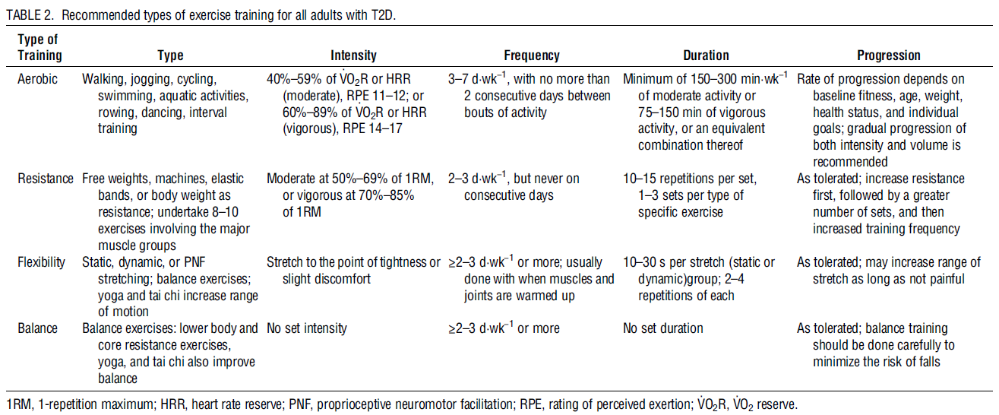 TABLE 2. Recommended types of exercise training for all adults with T2D.
Type of
Training Type Intensity Frequency Duration Progression
Aerobic Walking, jogging, cycling, 40%–59% of V̇O₂R or HRR 3–7 d·wk⁻¹, with no more than Minimum of 150–300 min·wk⁻¹ Rate of progression depends on
swimming, aquatic activities, (moderate), RPE 11–12; or 2 consecutive days between of moderate activity or baseline fitness, age, weight,
rowing, dancing, interval 60%–89% of V̇O₂R or HRR bouts of activity 75–150 min of vigorous health status, and individual
training (vigorous), RPE 14–17 activity, or an equivalent goals; gradual progression of
combination thereof both intensity and volume is
recommended
Resistance Free weights, machines, elastic Moderate at 50%–69% of 1RM, 2–3 d·wk⁻¹, but never on 10–15 repetitions per set, As tolerated; increase resistance
bands, or body weight as or vigorous at 70%–85% consecutive days 1–3 sets per type of first, followed by a greater
resistance; undertake 8–10 of 1RM specific exercise number of sets, and then
exercises involving the major increased training frequency
muscle groups
Flexibility Static, dynamic, or PNF Stretch to the point of tightness or ≥2–3 d·wk⁻¹ or more; usually 10–30 s per stretch (static or As tolerated; may increase range of
stretching; balance exercises; slight discomfort done with when muscles and dynamic)group; 2–4 stretch as long as not painful
yoga and tai chi increase range joints are warmed up repetitions of each
of motion
Balance Balance exercises: lower body and No set intensity ≥2–3 d·wk⁻¹ or more No set duration As tolerated; balance training
core resistance exercises, should be done carefully to
yoga, and tai chi also improve minimize the risk of falls
balance
1RM, 1-repetition maximum; HRR, heart rate reserve; PNF, proprioceptive neuromotor facilitation; RPE, rating of perceived exertion; V̇O₂R, V̇O₂ reserve.